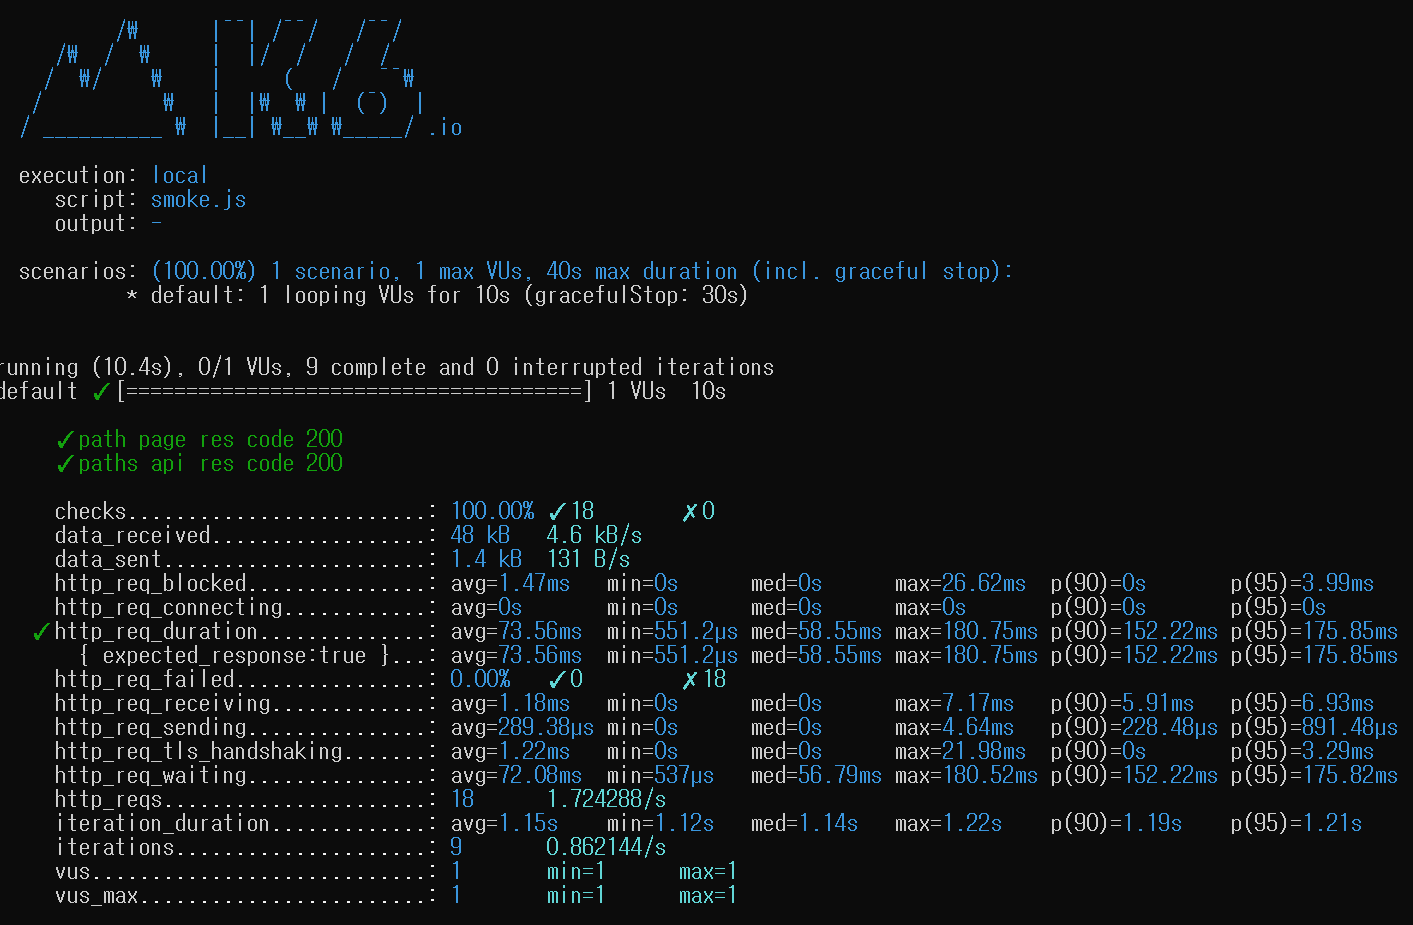 /₩ |‾‾| /‾‾/ /‾‾/
/₩ / ₩ | |/ / / /
/ ₩/ ₩ | ( / ‾‾₩
/ ₩ | |₩ ₩ | (‾) |
/ __________ ₩ |__| ₩__₩ ₩_____/ .io
execution: local
script: smoke.js
output: -
scenarios: (100.00%) 1 scenario, 1 max VUs, 40s max duration (incl. graceful stop):
* default: 1 looping VUs for 10s (gracefulStop: 30s)
running (10.4s), 0/1 VUs, 9 complete and 0 interrupted iterations
default ✓ [======================================] 1 VUs 10s
✓ path page res code 200
✓ paths api res code 200
checks.........................: 100.00% ✓ 18 ✗ 0
data_received..................: 48 kB 4.6 kB/s
data_sent......................: 1.4 kB 131 B/s
http_req_blocked...............: avg=1.47ms min=0s med=0s max=26.62ms p(90)=0s p(95)=3.99ms
http_req_connecting............: avg=0s min=0s med=0s max=0s p(90)=0s p(95)=0s
✓ http_req_duration..............: avg=73.56ms min=551.2µs med=58.55ms max=180.75ms p(90)=152.22ms p(95)=175.85ms
{ expected_response:true }...: avg=73.56ms min=551.2µs med=58.55ms max=180.75ms p(90)=152.22ms p(95)=175.85ms
http_req_failed................: 0.00% ✓ 0 ✗ 18
http_req_receiving.............: avg=1.18ms min=0s med=0s max=7.17ms p(90)=5.91ms p(95)=6.93ms
http_req_sending...............: avg=289.38µs min=0s med=0s max=4.64ms p(90)=228.48µs p(95)=891.48µs
http_req_tls_handshaking.......: avg=1.22ms min=0s med=0s max=21.98ms p(90)=0s p(95)=3.29ms
http_req_waiting...............: avg=72.08ms min=537µs med=56.79ms max=180.52ms p(90)=152.22ms p(95)=175.82ms
http_reqs......................: 18 1.724288/s
iteration_duration.............: avg=1.15s min=1.12s med=1.14s max=1.22s p(90)=1.19s p(95)=1.21s
iterations.....................: 9 0.862144/s
vus............................: 1 min=1 max=1
vus_max........................: 1 min=1 max=1